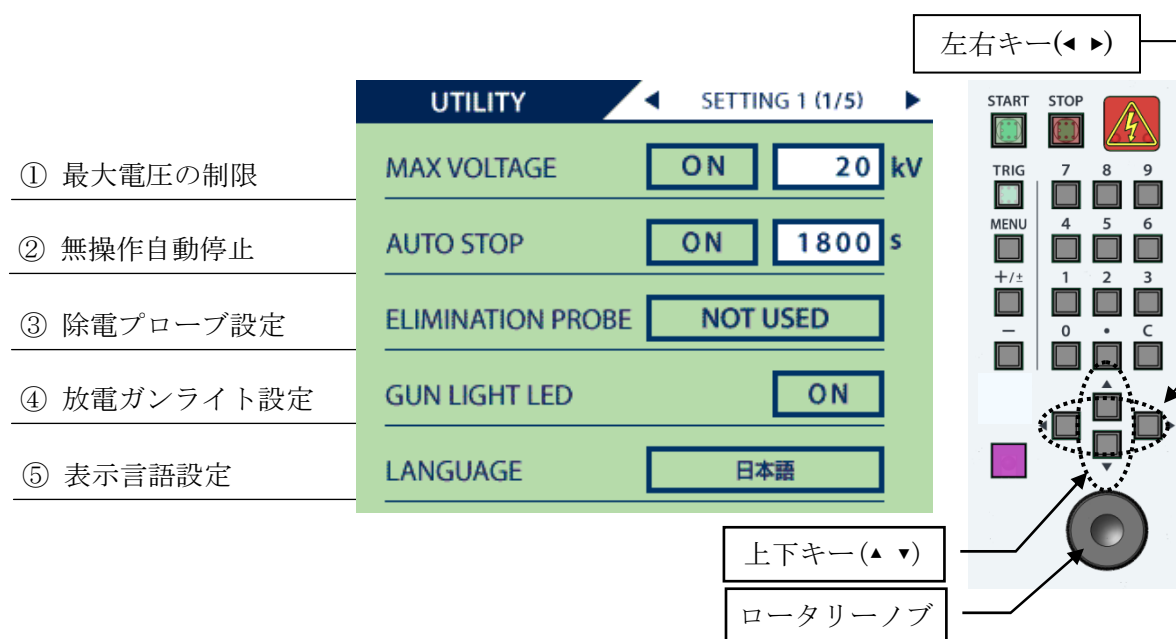 左右キー(◀ ▶)
UTILITY ◀ SETTING 1 (1/5) ▶
① 最大電圧の制限
MAX VOLTAGE ON 20 kV
② 無操作自動停止
AUTO STOP ON 1800 s
③ 除電プローブ設定
ELIMINATION PROBE NOT USED
④ 放電ガンライト設定
GUN LIGHT LED ON
⑤ 表示言語設定
LANGUAGE 日本語
START STOP
TRIG 7 8 9
MENU 4 5 6
+/± 1 2 3
− 0 • C
▲
◀ ▶
▼
上下キー(▲ ▼)
ロータリーノブ